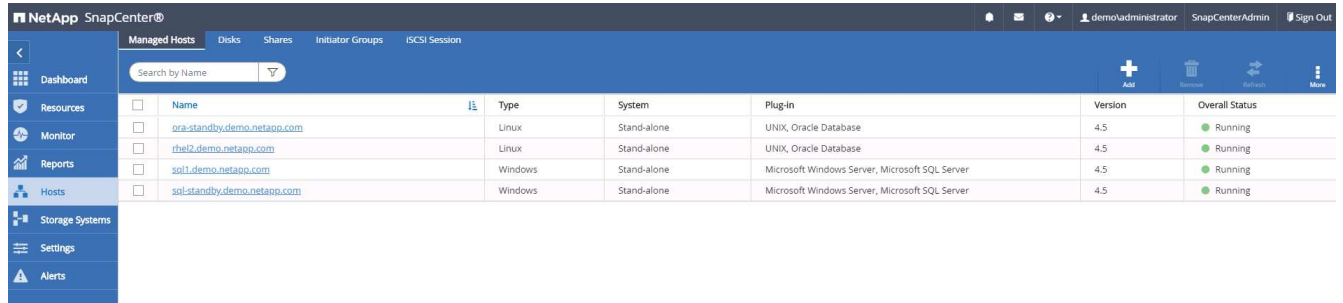 NetApp SnapCenter® demo\administrator SnapCenterAdmin Sign Out
Managed Hosts Disks Shares Initiator Groups iSCSI Session
Search by Name
Add Remove Refresh More
Dashboard
Resources
Monitor
Reports
Hosts
Storage Systems
Settings
Alerts
Name Type System Plug-in Version Overall Status
ora-standby.demo.netapp.com Linux Stand-alone UNIX, Oracle Database 4.5 Running
rhel2.demo.netapp.com Linux Stand-alone UNIX, Oracle Database 4.5 Running
sql1.demo.netapp.com Windows Stand-alone Microsoft Windows Server, Microsoft SQL Server 4.5 Running
sql-standby.demo.netapp.com Windows Stand-alone Microsoft Windows Server, Microsoft SQL Server 4.5 Running